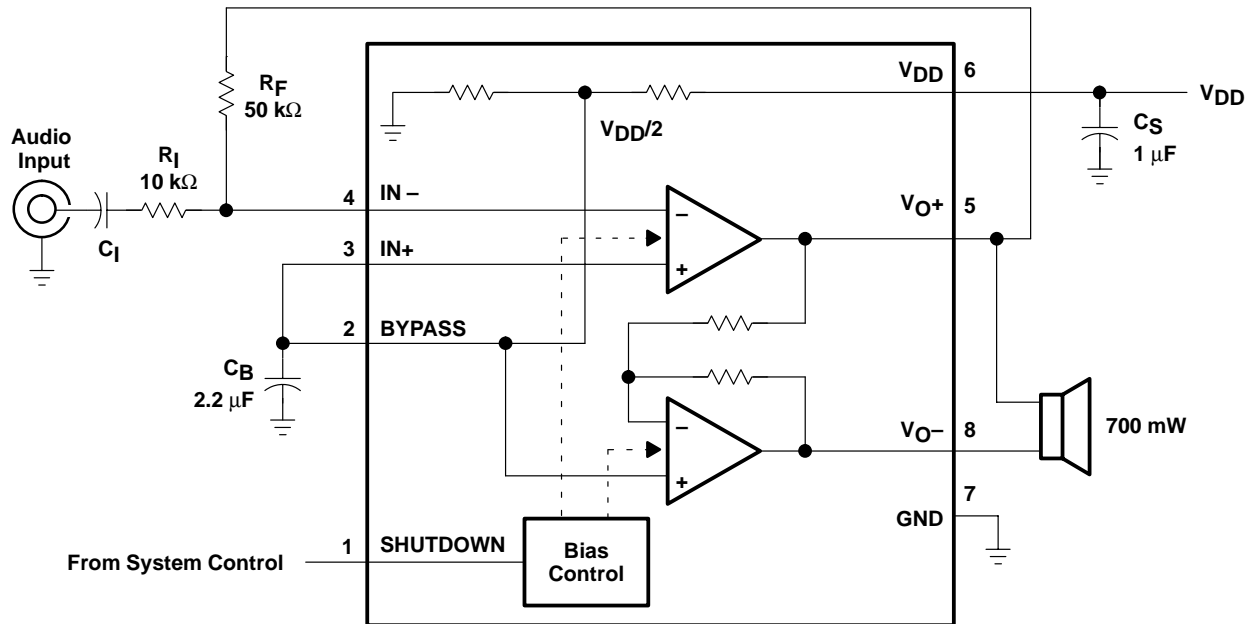 VDD 6
RF
50 kΩ
VDD
VDD/2
CS
1 µF
Audio
Input
RI
10 kΩ
CI
4 IN −
VO+ 5
−
3 IN+
+
2 BYPASS
CB
2.2 µF
−
VO− 8
700 mW
+
7
GND
1 SHUTDOWN
From System Control
Bias
Control